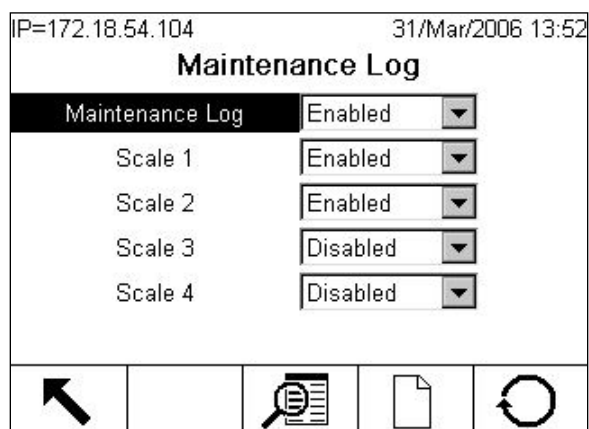 IP=172.18.54.104 31/Mar/2006 13:52
Maintenance Log
Maintenance Log Enabled
Scale 1 Enabled
Scale 2 Enabled
Scale 3 Disabled
Scale 4 Disabled